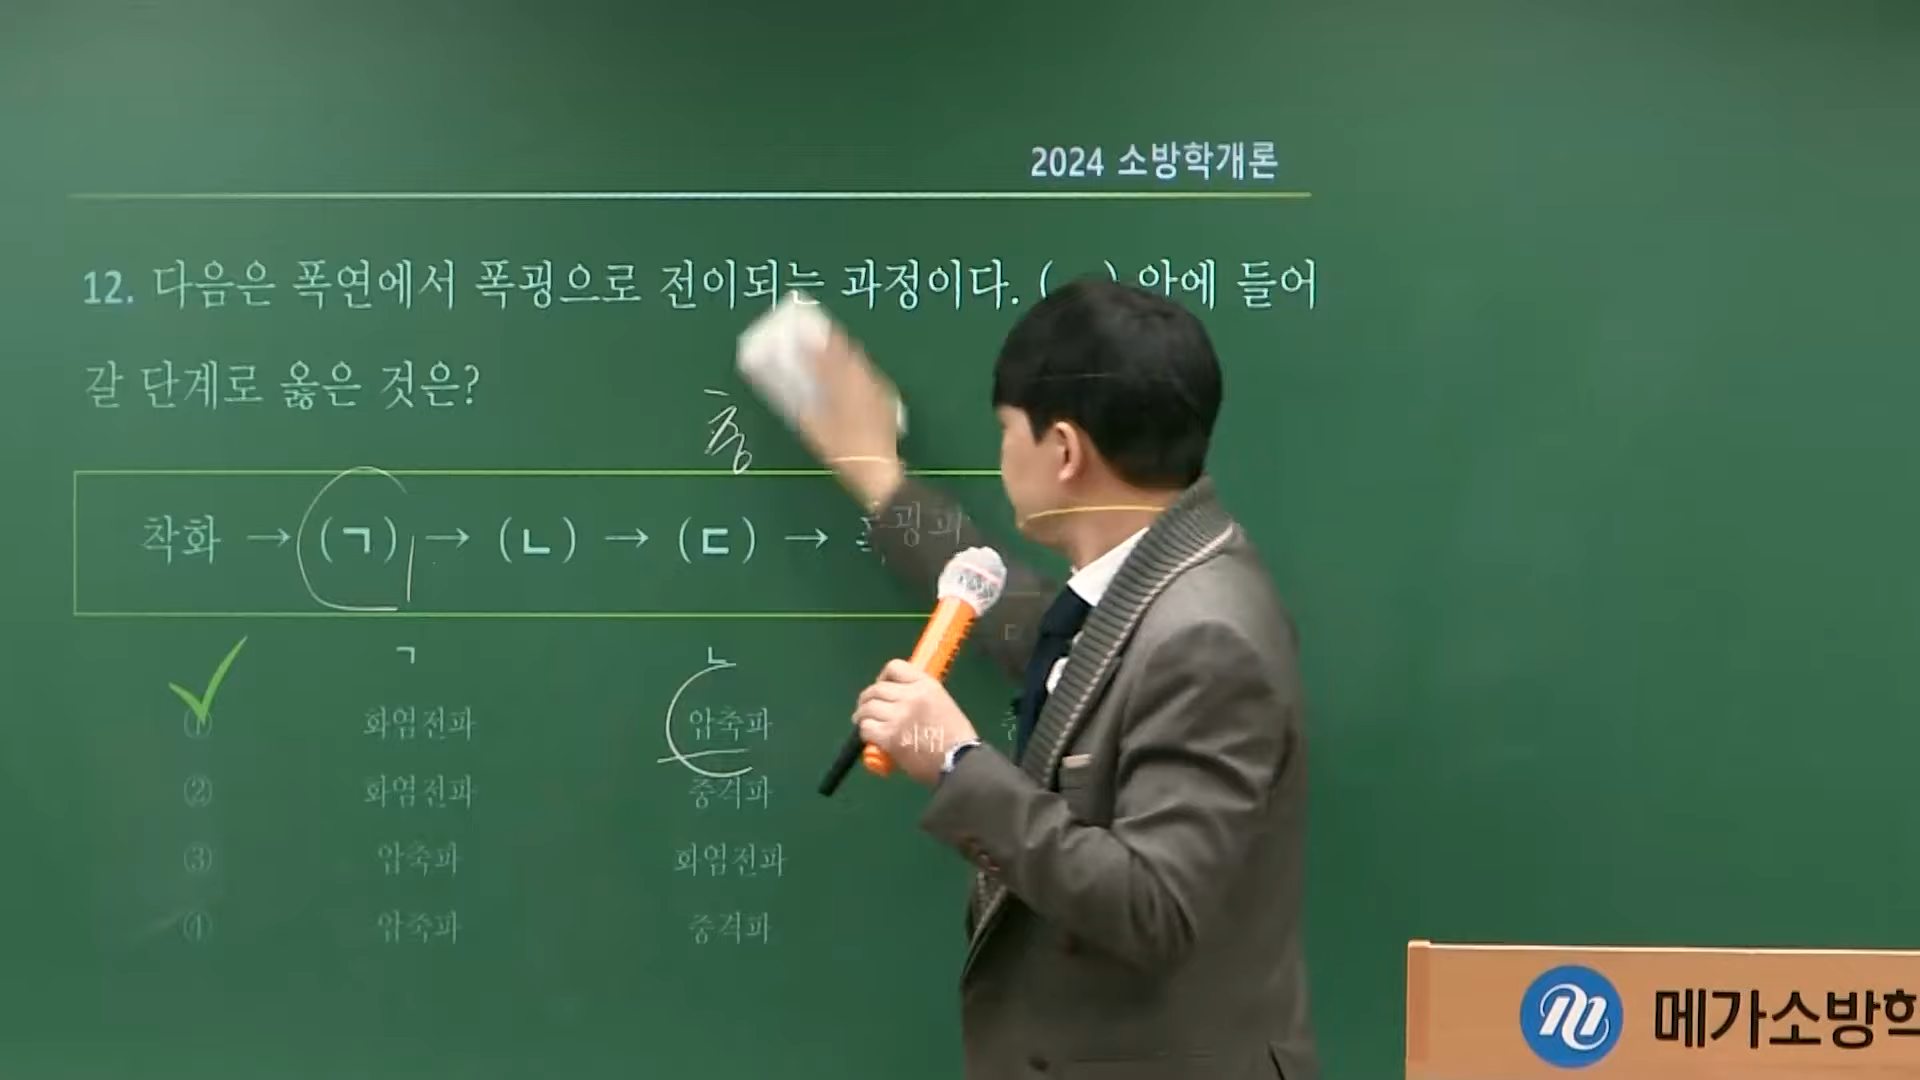 2024 소방학개론
12. 다음은 폭연에서 폭굉으로 전이되는 과정이다. ( ) 안에 들어
갈 단계로 옳은 것은?
충
착화 → (ㄱ) → (ㄴ) → (ㄷ) → 폭굉파
ㄱ ㄴ ㄷ
① 화염전파 압축파 충
② 화염전파 충격파
③ 압축파 화염전파
④ 압축파 충격파
메가소방학